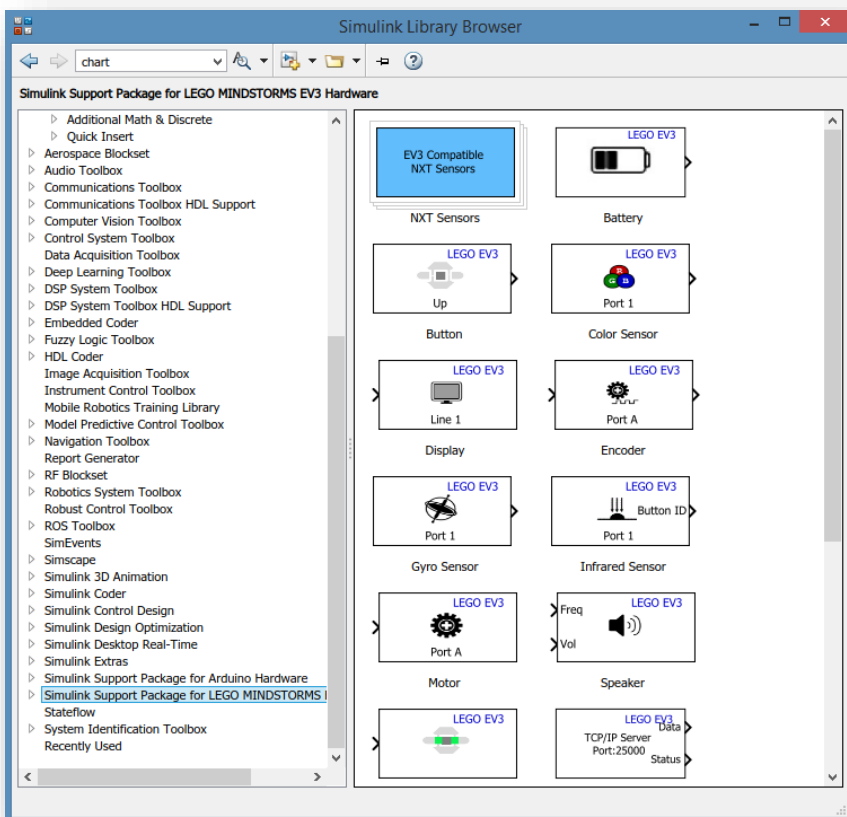 Simulink Library Browser
chart
Simulink Support Package for LEGO MINDSTORMS EV3 Hardware
Additional Math & Discrete
Quick Insert
Aerospace Blockset
Audio Toolbox
Communications Toolbox
Communications Toolbox HDL Support
Computer Vision Toolbox
Control System Toolbox
Data Acquisition Toolbox
Deep Learning Toolbox
DSP System Toolbox
DSP System Toolbox HDL Support
Embedded Coder
Fuzzy Logic Toolbox
HDL Coder
Image Acquisition Toolbox
Instrument Control Toolbox
Mobile Robotics Training Library
Model Predictive Control Toolbox
Navigation Toolbox
Report Generator
RF Blockset
Robotics System Toolbox
Robust Control Toolbox
ROS Toolbox
SimEvents
Simscape
Simulink 3D Animation
Simulink Coder
Simulink Control Design
Simulink Design Optimization
Simulink Desktop Real-Time
Simulink Extras
Simulink Support Package for Arduino Hardware
Simulink Support Package for LEGO MINDSTORMS
Stateflow
System Identification Toolbox
Recently Used
EV3 Compatible
NXT Sensors
NXT Sensors
LEGO EV3
Battery
LEGO EV3
Up
Button
LEGO EV3
R
G B
Port 1
Color Sensor
LEGO EV3
Line 1
Display
LEGO EV3
Port A
Encoder
LEGO EV3
Port 1
Gyro Sensor
LEGO EV3
Button ID
Port 1
Infrared Sensor
LEGO EV3
Port A
Motor
LEGO EV3
Freq
Vol
Speaker
LEGO EV3
LEGO EV3
Data
TCP/IP Server
Port:25000
Status